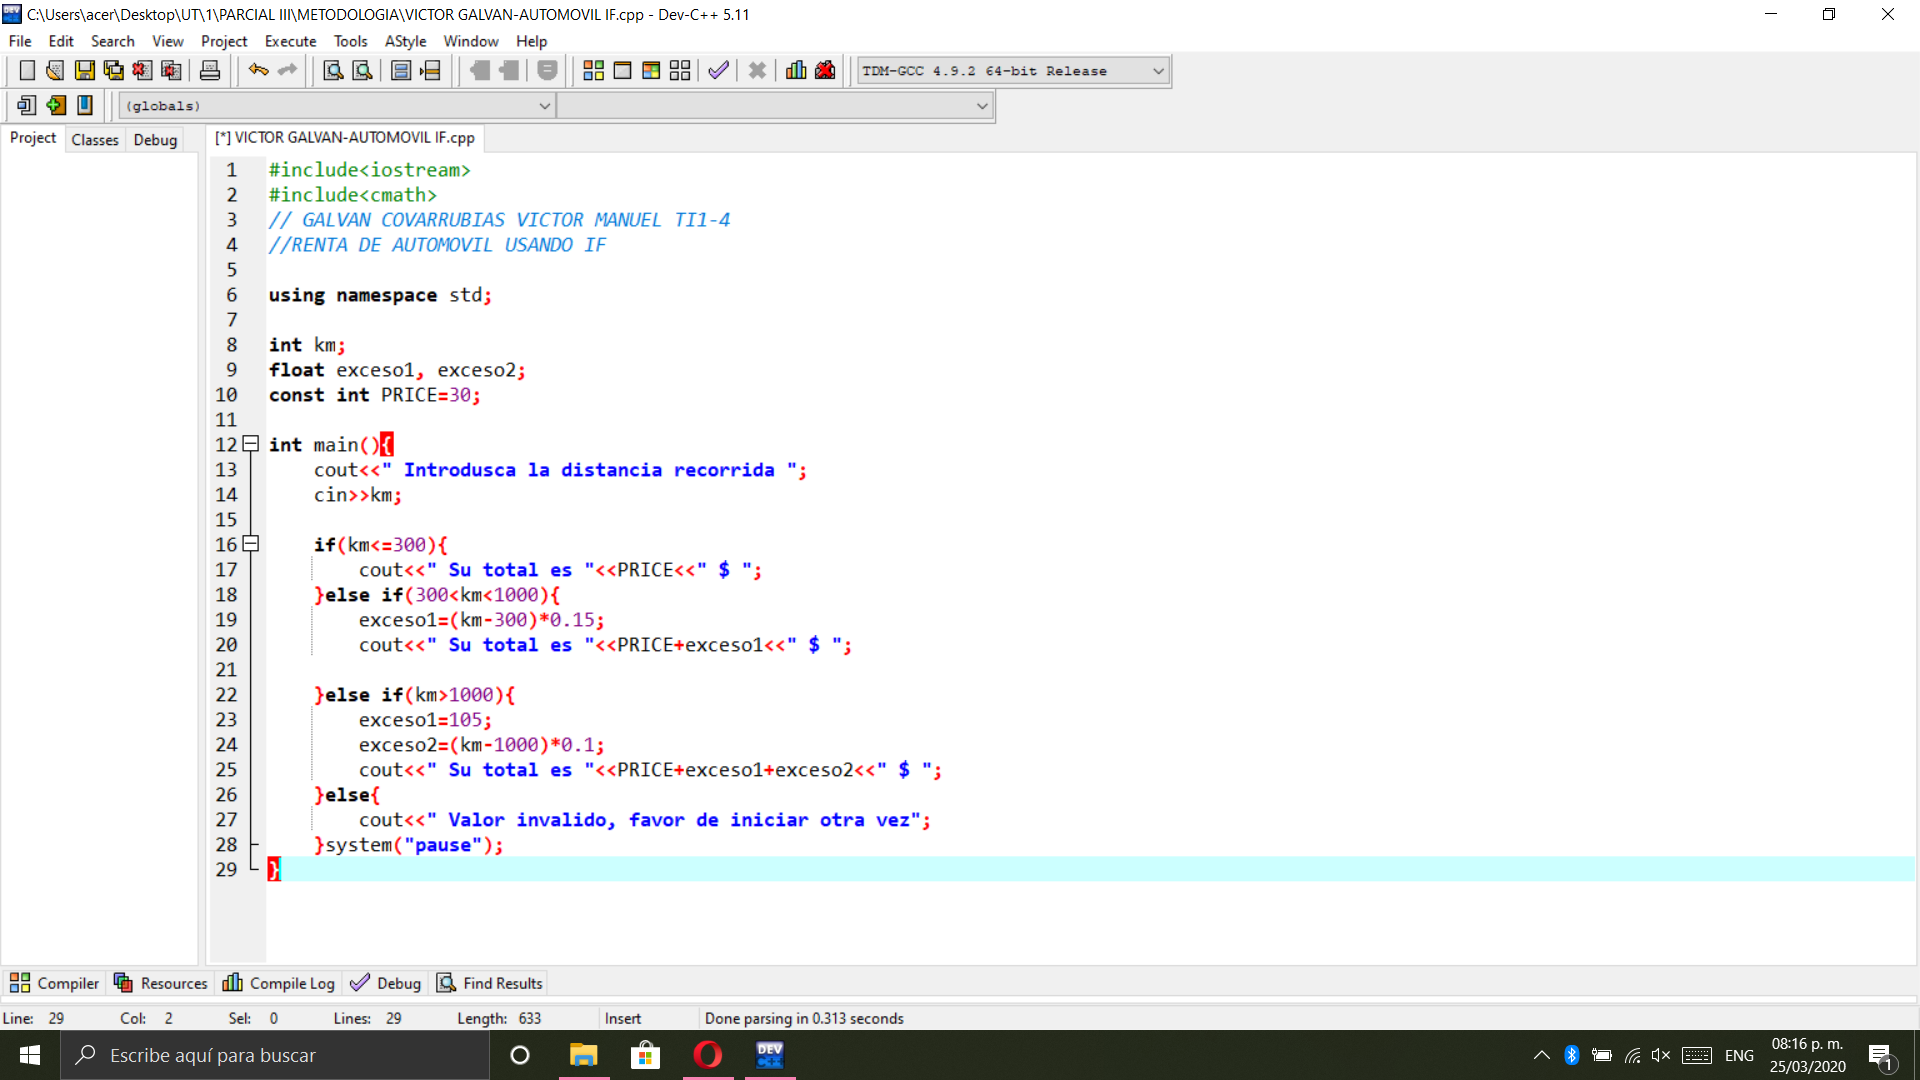 C:\Users\acer\Desktop\UT\1\PARCIAL III\METODOLOGIA\VICTOR GALVAN-AUTOMOVIL IF.cpp - Dev-C++ 5.11
File Edit Search View Project Execute Tools AStyle Window Help
TDM-GCC 4.9.2 64-bit Release
(globals)
Project Classes Debug
[*] VICTOR GALVAN-AUTOMOVIL IF.cpp
1 #include<iostream>
2 #include<cmath>
3 // GALVAN COVARRUBIAS VICTOR MANUEL TI1-4
4 //RENTA DE AUTOMOVIL USANDO IF
5
6 using namespace std;
7
8 int km;
9 float exceso1, exceso2;
10 const int PRICE=30;
11
12 int main(){
13 cout<<" Introdusca la distancia recorrida ";
14 cin>>km;
15
16 if(km<=300){
17 cout<<" Su total es "<<PRICE<<" $ ";
18 }else if(300<km<1000){
19 exceso1=(km-300)*0.15;
20 cout<<" Su total es "<<PRICE+exceso1<<" $ ";
21
22 }else if(km>1000){
23 exceso1=105;
24 exceso2=(km-1000)*0.1;
25 cout<<" Su total es "<<PRICE+exceso1+exceso2<<" $ ";
26 }else{
27 cout<<" Valor invalido, favor de iniciar otra vez";
28 }system("pause");
29 }
Compiler Resources Compile Log Debug Find Results
Line: 29 Col: 2 Sel: 0 Lines: 29 Length: 633 Insert Done parsing in 0.313 seconds
Escribe aquí para buscar
DEV C++
ENG
08:16 p. m.
25/03/2020
1